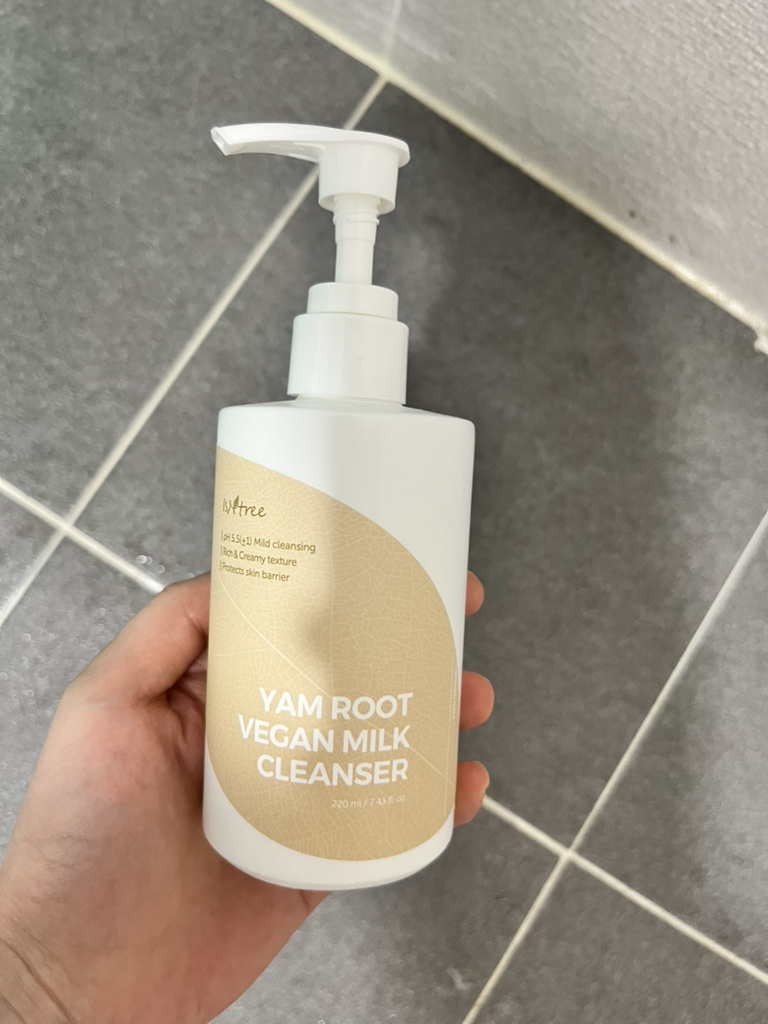 Isntree
pH 5.5(±1) Mild cleansing
Rich & Creamy texture
Protects skin barrier
YAM ROOT
VEGAN MILK
CLEANSER
220 ml / 7.43 fl. oz.